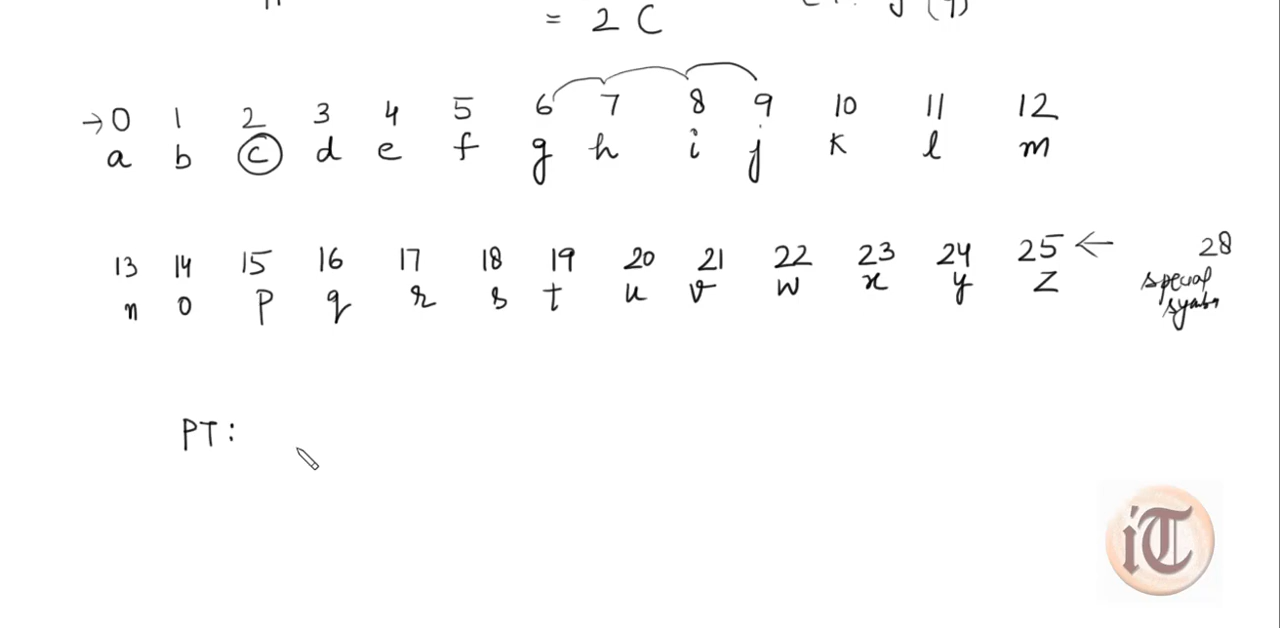 = 2 C
→ 0 1 2 3 4 5 6 7 8 9 10 11 12
a b c d e f g h i j k l m
13 14 15 16 17 18 19 20 21 22 23 24 25 ← 28
n o p q r s t u v w x y z special
PT:
iT